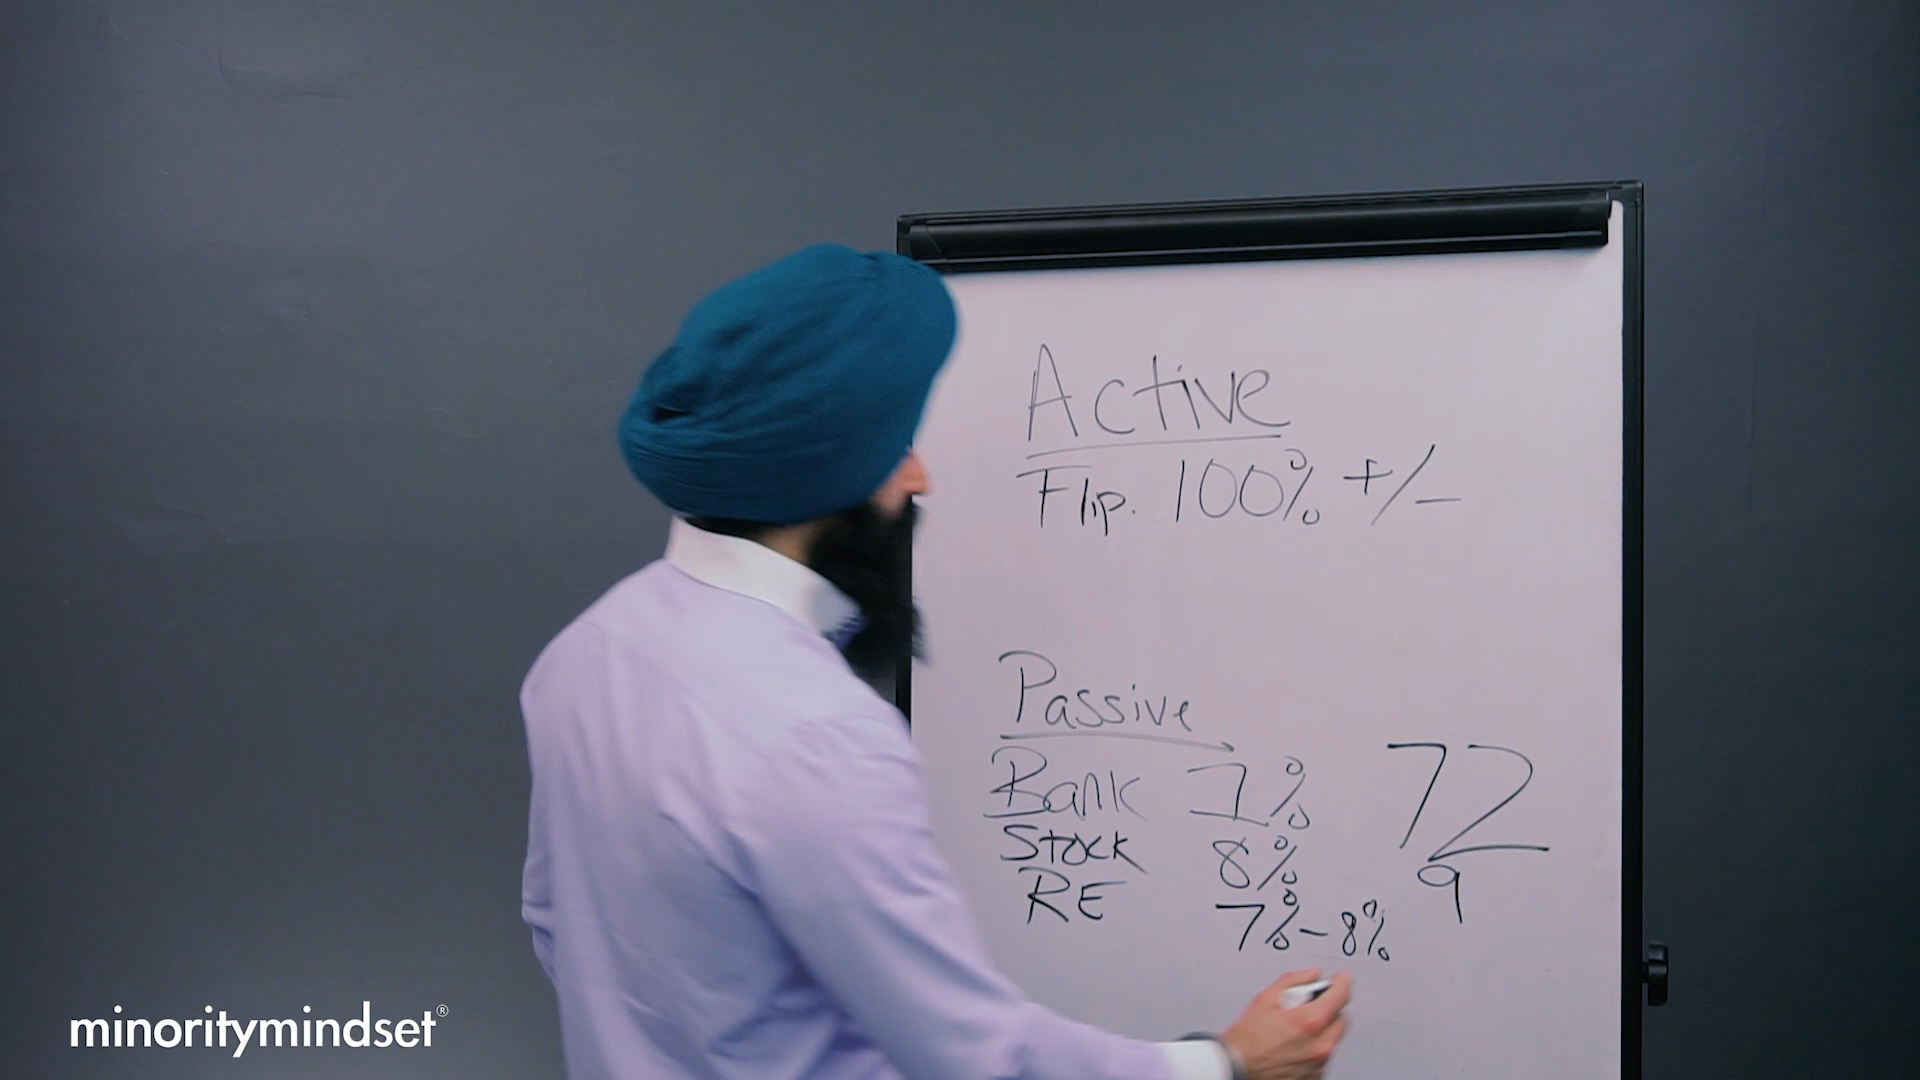 Active
Flip. 100% +/-
Passive
Bank 1% 72
Stock 8% 9
RE 7%-8%
minoritymindset®